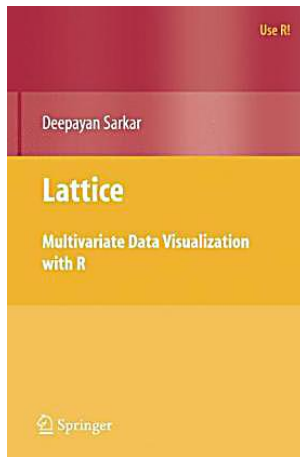 Use R!
Deepayan Sarkar
Lattice
Multivariate Data Visualization
with R
Springer